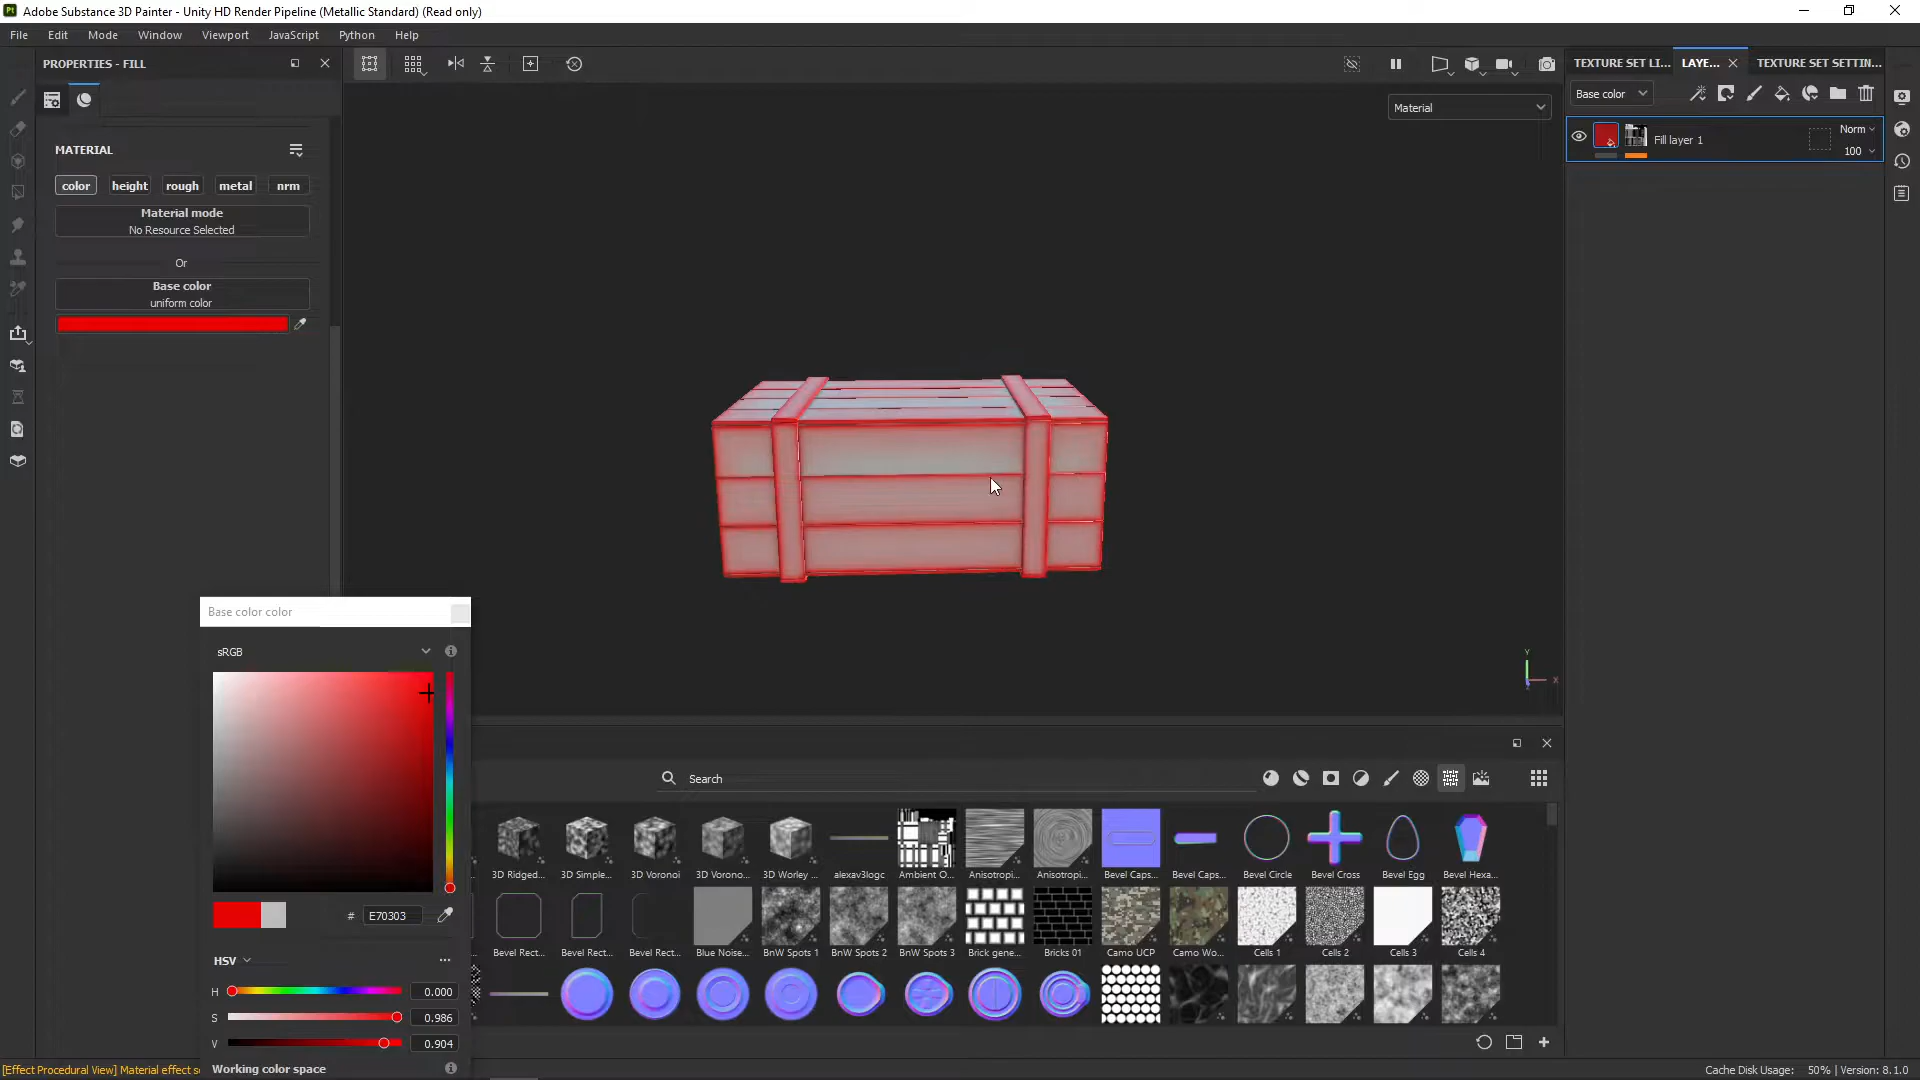 Adobe Substance 3D Painter - Unity HD Render Pipeline (Metallic Standard) (Read only)
File Edit Mode Window Viewport JavaScript Python Help
PROPERTIES - FILL
TEXTURE SET LI... LAYE... TEXTURE SET SETTIN...
Base color
Material
Fill layer 1
Norm
100
MATERIAL
color height rough metal nrm
Material mode
No Resource Selected
Or
Base color
uniform color
Base color color
sRGB
# E70303
HSV
H 0.000
S 0.986
V 0.904
Working color space
Y
X
Search
3D Ridged... 3D Simple... 3D Voronoi 3D Vorono... 3D Worley ... alexav3logc Ambient O... Anisotropi... Anisotropi... Bevel Caps... Bevel Caps... Bevel Circle Bevel Cross Bevel Egg Bevel Hexa...
Bevel Rect... Bevel Rect... Bevel Rect... Blue Noise... BnW Spots 1 BnW Spots 2 BnW Spots 3 Brick gene... Bricks 01 Camo UCP Camo Wo... Cells 1 Cells 2 Cells 3 Cells 4
[Effect Procedural View] Material effect s
Cache Disk Usage: 50% | Version: 8.1.0